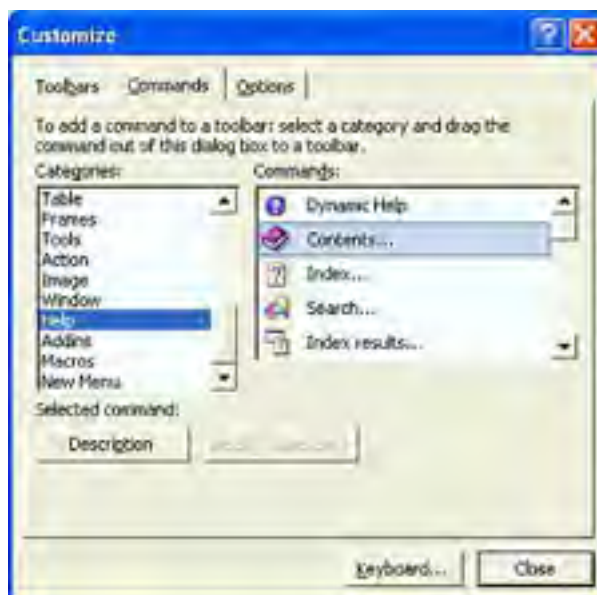 Customize
Toolbars Commands Options
To add a command to a toolbar: select a category and drag the
command out of this dialog box to a toolbar.
Categories: Commands:
Table
Frames
Tools
Action
Image
Window
Help
Addins
Macros
New Menu
Dynamic Help
Contents...
Index...
Search...
Index results...
Selected command:
Description
Keyboard... Close